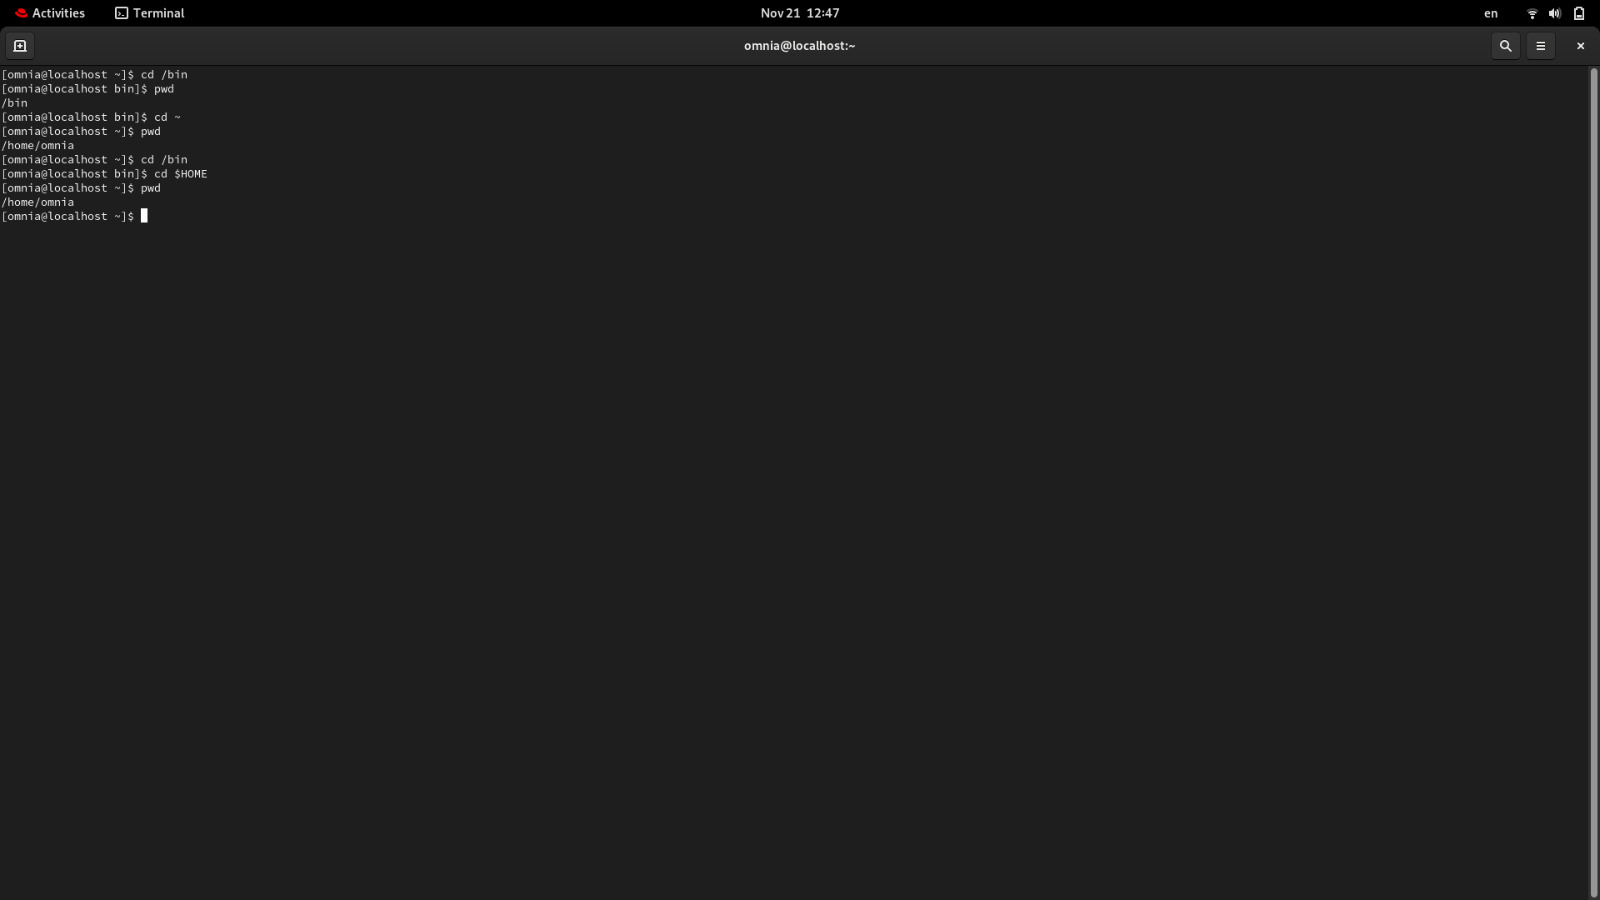 Activities Terminal Nov 21 12:47 en
omnia@localhost:~
[omnia@localhost ~]$ cd /bin
[omnia@localhost bin]$ pwd
/bin
[omnia@localhost bin]$ cd ~
[omnia@localhost ~]$ pwd
/home/omnia
[omnia@localhost ~]$ cd /bin
[omnia@localhost bin]$ cd $HOME
[omnia@localhost ~]$ pwd
/home/omnia
[omnia@localhost ~]$